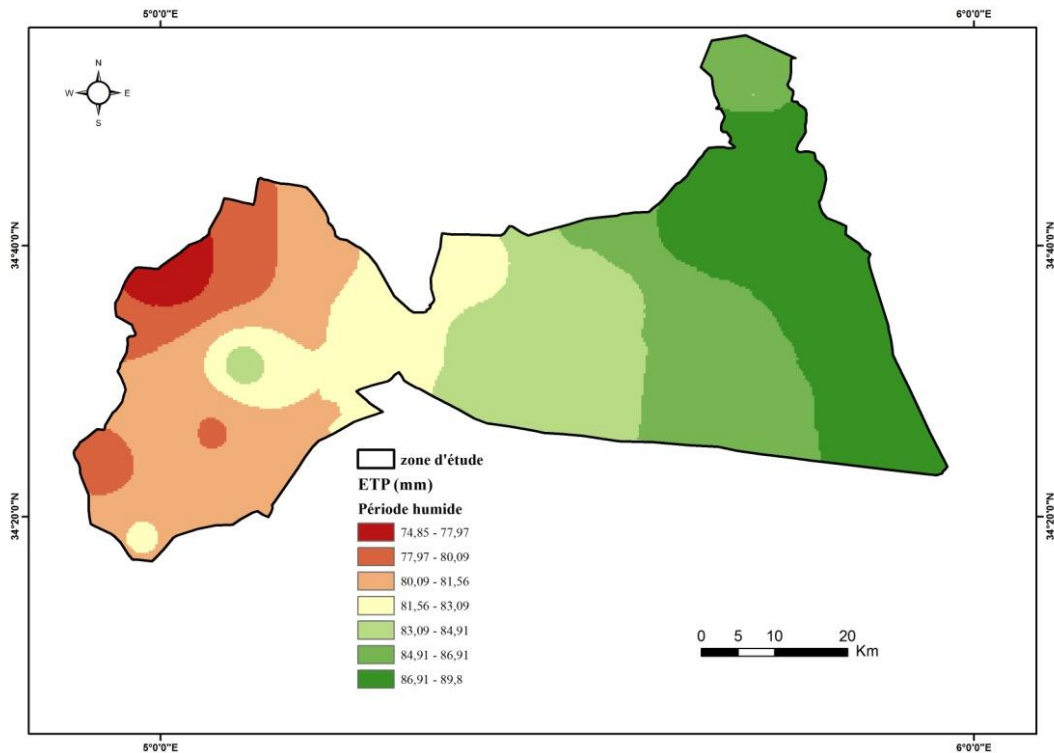 5°0'0"E
6°0'0"E
N
W
E
S
34°40'0"N
34°40'0"N
zone d'étude
ETP (mm)
Période humide
74,85 - 77,97
77,97 - 80,09
80,09 - 81,56
81,56 - 83,09
83,09 - 84,91
84,91 - 86,91
86,91 - 89,8
34°20'0"N
34°20'0"N
0 5 10 20
Km
5°0'0"E
6°0'0"E